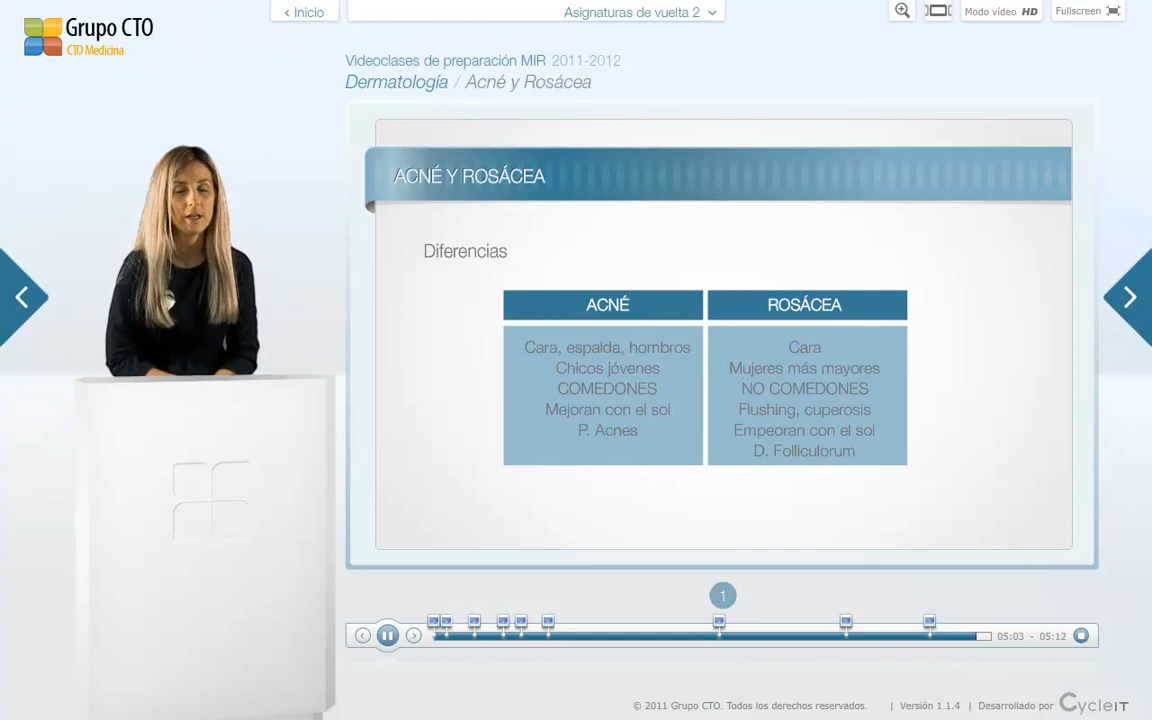 Grupo CTO
CTO Medicina
‹ Inicio
Asignaturas de vuelta 2
Modo vídeo HD
Fullscreen
Videoclases de preparación MIR 2011-2012
Dermatología / Acné y Rosácea
ACNÉ Y ROSÁCEA
Diferencias
ACNÉ
Cara, espalda, hombros
Chicos jóvenes
COMEDONES
Mejoran con el sol
P. Acnes
ROSÁCEA
Cara
Mujeres más mayores
NO COMEDONES
Flushing, cuperosis
Empeoran con el sol
D. Folliculorum
1
05:03 - 05:12
© 2011 Grupo CTO. Todos los derechos reservados. | Versión 1.1.4 | Desarrollado por CycleIT